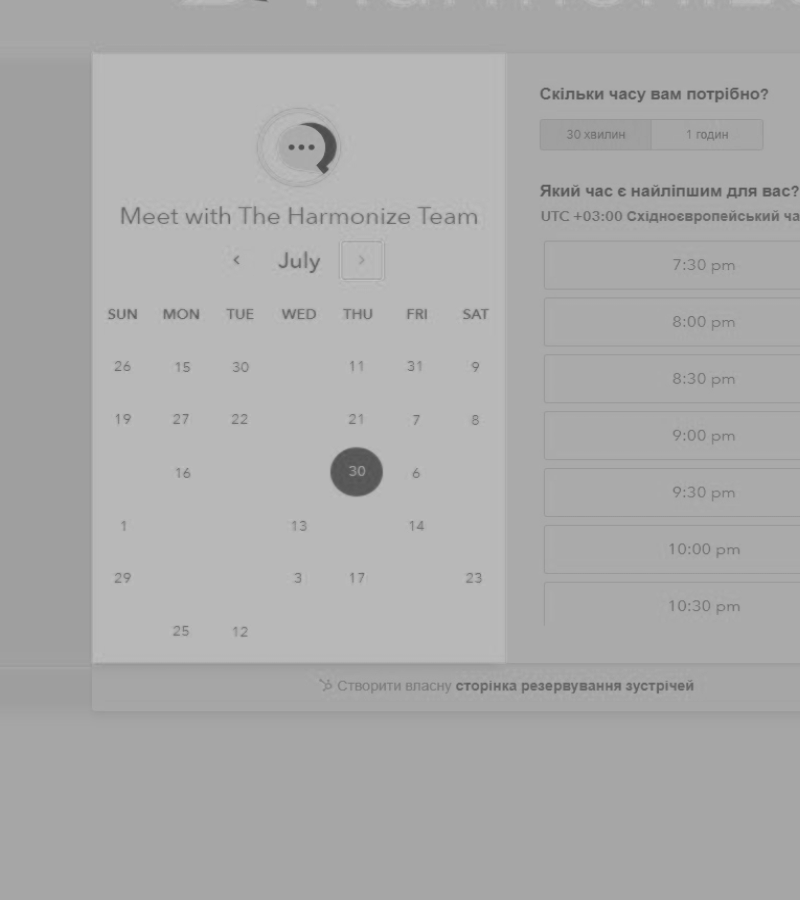 Meet with The Harmonize Team
July
SUN MON TUE WED THU FRI SAT
26 15 30 11 31 9
19 27 22 21 7 8
16 30 6
1 13 14
29 3 17 23
25 12
Скільки часу вам потрібно?
30 хвилин 1 годин
Який час є найліпшим для вас?
UTC +03:00 Східноєвропейський ча
7:30 pm
8:00 pm
8:30 pm
9:00 pm
9:30 pm
10:00 pm
10:30 pm
Створити власну сторінка резервування зустрічей